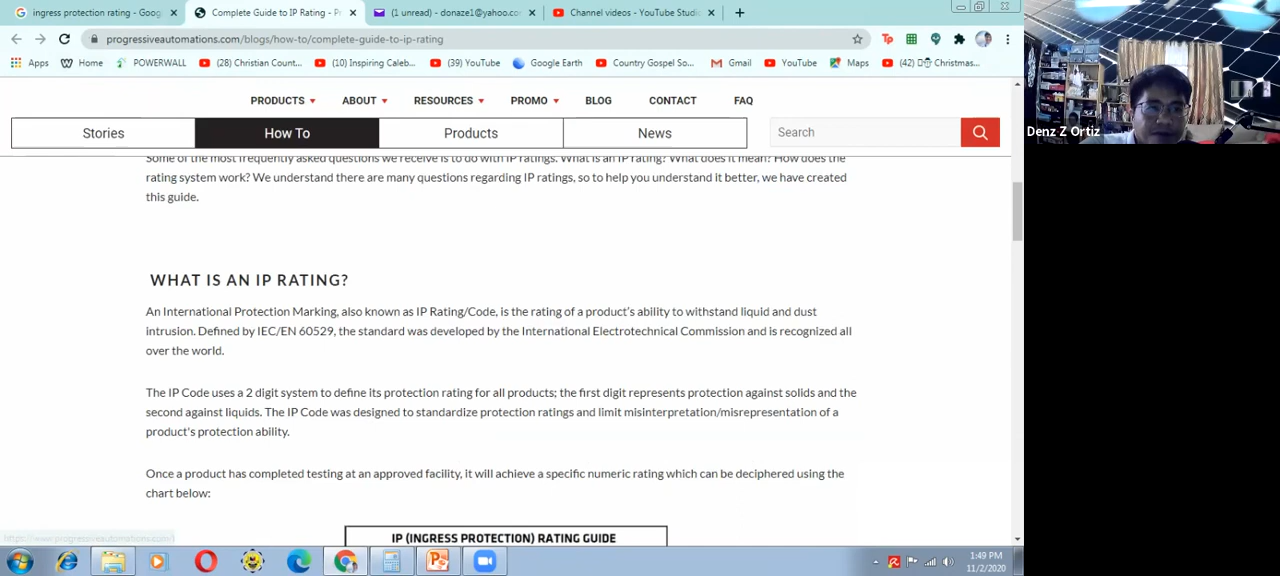 ingress protection rating - Goog
Complete Guide to IP Rating - Pr
(1 unread) - donaze1@yahoo.co
Channel videos - YouTube Studi
progressiveautomations.com/blogs/how-to/complete-guide-to-ip-rating
Apps
Home
POWERWALL
(28) Christian Count...
(10) Inspiring Celeb...
(39) YouTube
Google Earth
Country Gospel So...
Gmail
YouTube
Maps
(42) Christmas...
PRODUCTS
ABOUT
RESOURCES
PROMO
BLOG
CONTACT
FAQ
Stories
How To
Products
News
Search
Some of the most frequently asked questions we receive is to do with IP ratings. What is an IP rating? What does it mean? How does the
rating system work? We understand there are many questions regarding IP ratings, so to help you understand it better, we have created
this guide.
WHAT IS AN IP RATING?
An International Protection Marking, also known as IP Rating/Code, is the rating of a product's ability to withstand liquid and dust
intrusion. Defined by IEC/EN 60529, the standard was developed by the International Electrotechnical Commission and is recognized all
over the world.
The IP Code uses a 2 digit system to define its protection rating for all products; the first digit represents protection against solids and the
second against liquids. The IP Code was designed to standardize protection ratings and limit misinterpretation/misrepresentation of a
product's protection ability.
Once a product has completed testing at an approved facility, it will achieve a specific numeric rating which can be deciphered using the
chart below:
IP (INGRESS PROTECTION) RATING GUIDE
https://www.progressiveautomations.com/
1:49 PM
11/2/2020
Denz Z Ortiz